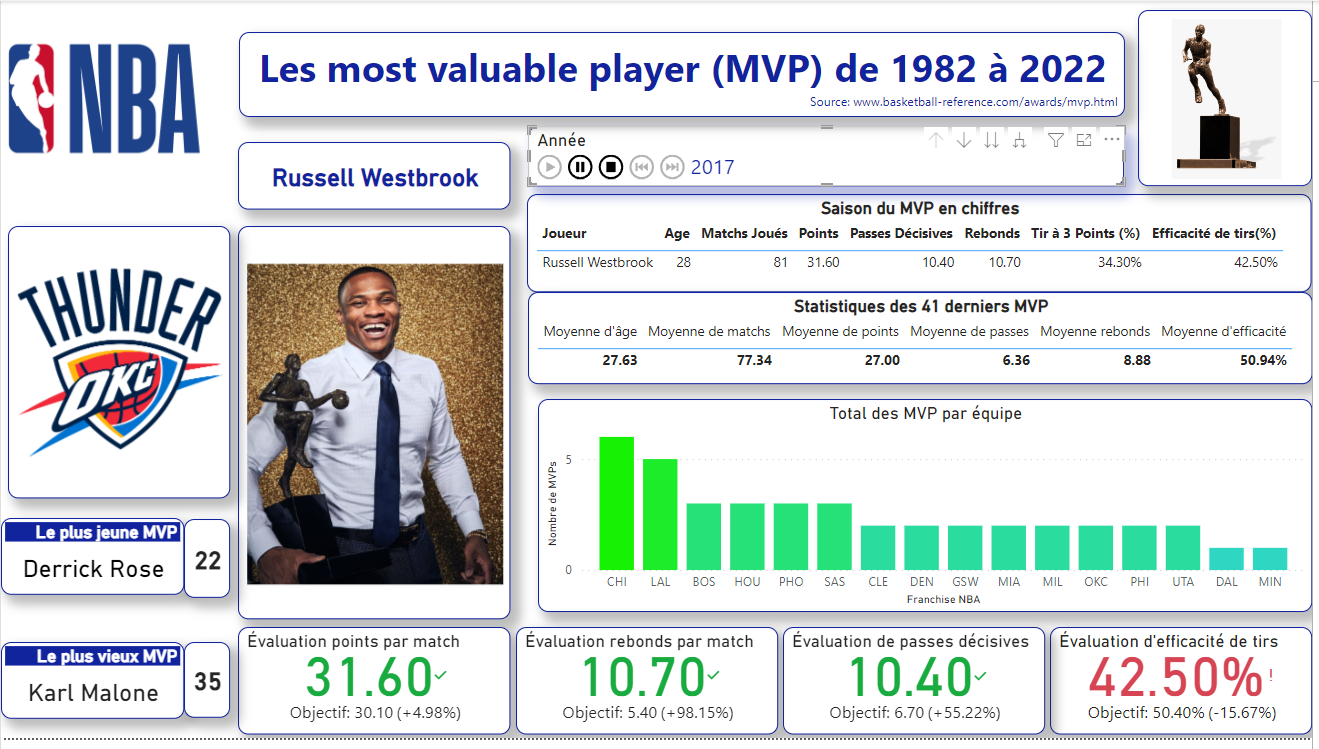 NBA
Les most valuable player (MVP) de 1982 à 2022
Source: www.basketball-reference.com/awards/mvp.html
Russell Westbrook
Année
2017
Saison du MVP en chiffres
Joueur Age Matchs Joués Points Passes Décisives Rebonds Tir à 3 Points (%) Efficacité de tirs(%)
Russell Westbrook 28 81 31.60 10.40 10.70 34.30% 42.50%
Statistiques des 41 derniers MVP
Moyenne d'âge Moyenne de matchs Moyenne de points Moyenne de passes Moyenne rebonds Moyenne d'efficacité
27.63 77.34 27.00 6.36 8.88 50.94%
THUNDER
OKC
Total des MVP par équipe
Nombre de MVPs
5
0
CHI LAL BOS HOU PHO SAS CLE DEN GSW MIA MIL OKC PHI UTA DAL MIN
Franchise NBA
Le plus jeune MVP
Derrick Rose
22
Le plus vieux MVP
Karl Malone
35
Évaluation points par match
31.60
Objectif: 30.10 (+4.98%)
Évaluation rebonds par match
10.70
Objectif: 5.40 (+98.15%)
Évaluation de passes décisives
10.40
Objectif: 6.70 (+55.22%)
Évaluation d'efficacité de tirs
42.50%!
Objectif: 50.40% (-15.67%)